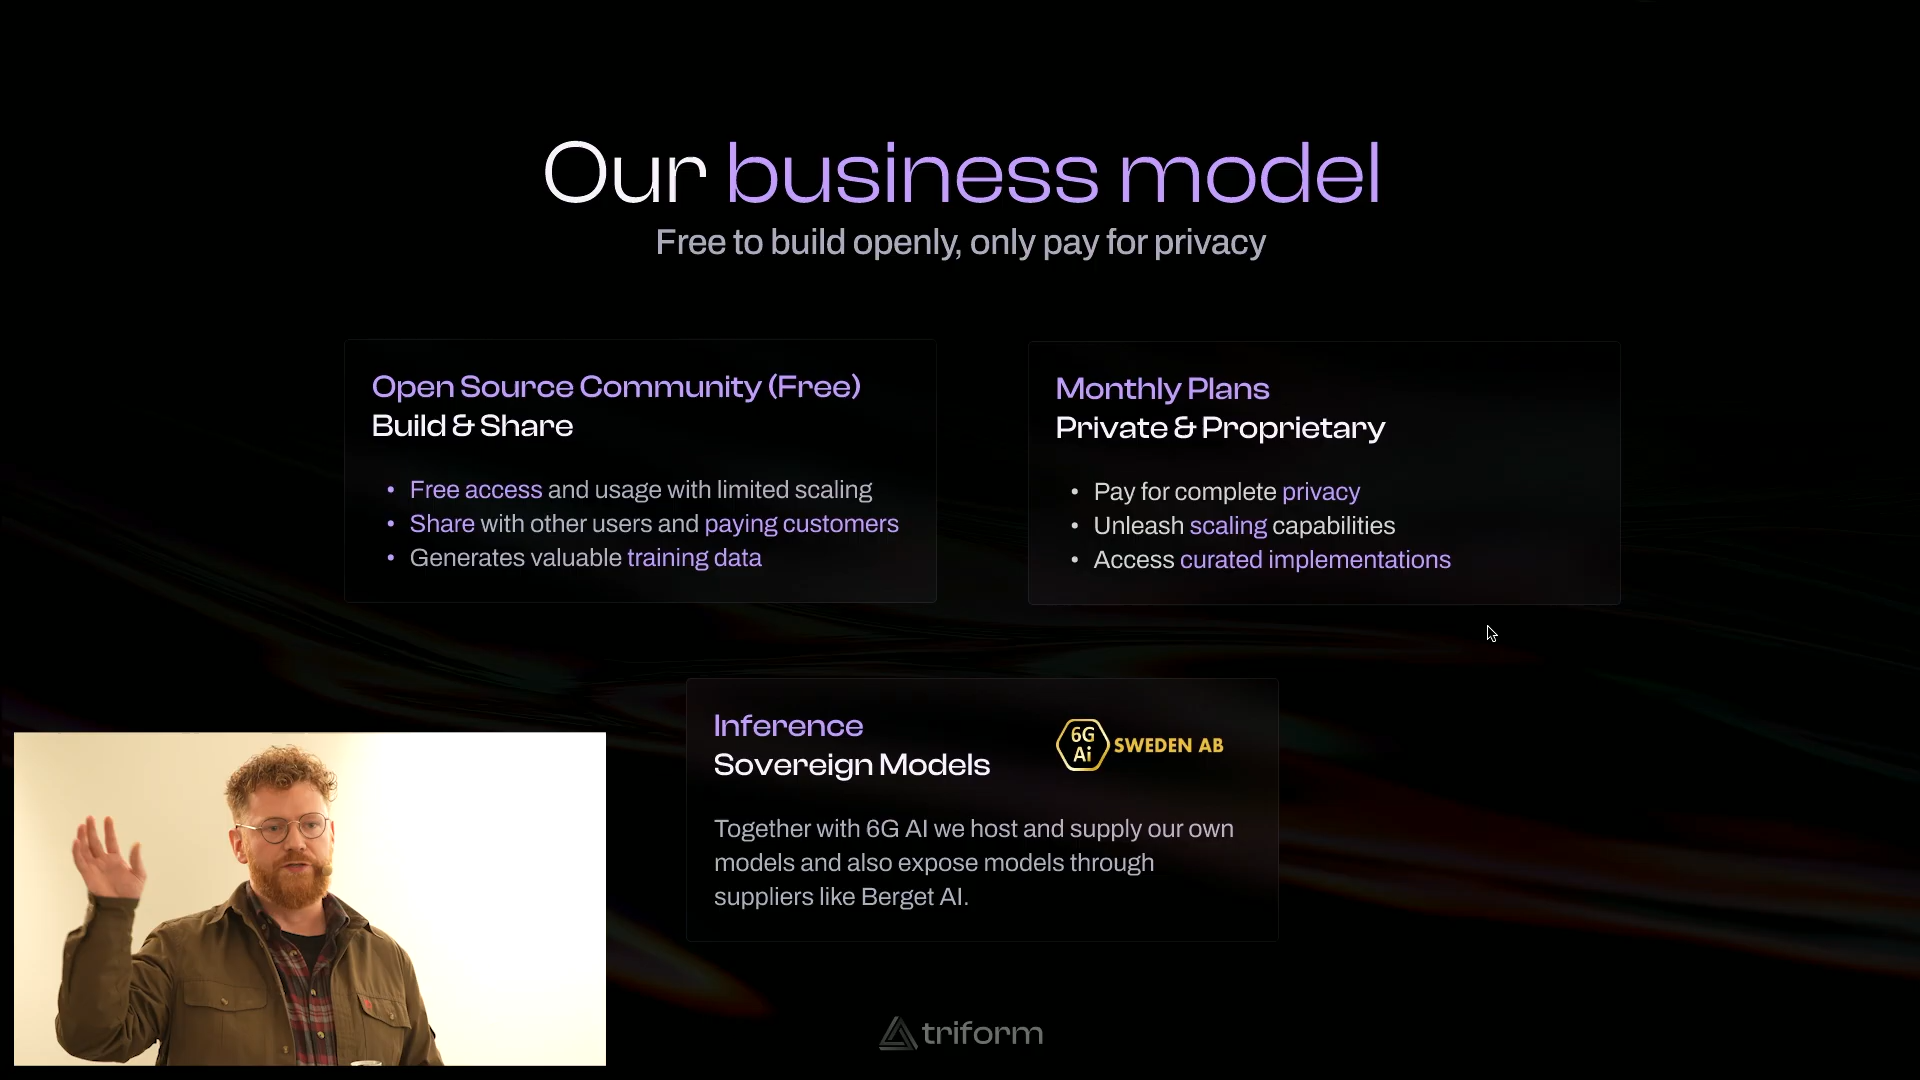 Our business model
Free to build openly, only pay for privacy
Open Source Community (Free)
Build & Share
• Free access and usage with limited scaling
• Share with other users and paying customers
• Generates valuable training data
Monthly Plans
Private & Proprietary
• Pay for complete privacy
• Unleash scaling capabilities
• Access curated implementations
Inference
Sovereign Models
6G
Ai
SWEDEN AB
Together with 6G AI we host and supply our own
models and also expose models through
suppliers like Berget AI.
triform